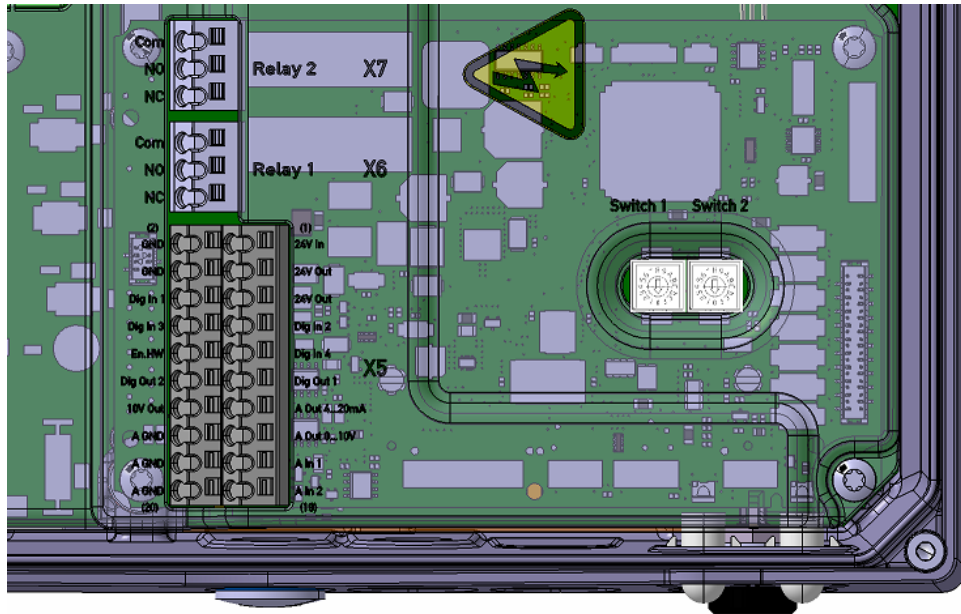 Com
NO Relay 2 X7
NC
Com
NO Relay 1 X6
NC
Switch 1 Switch 2
(2) (1)
GND 24V In
GND 24V Out
Dig In 1 24V Out
Dig In 3 Dig In 2
En.HW Dig In 4
X5
Dig Out 2 Dig Out 1
10V Out A Out 4...20mA
A GND A Out 0...10V
A GND A In 1
A GND A In 2
(20) (19)